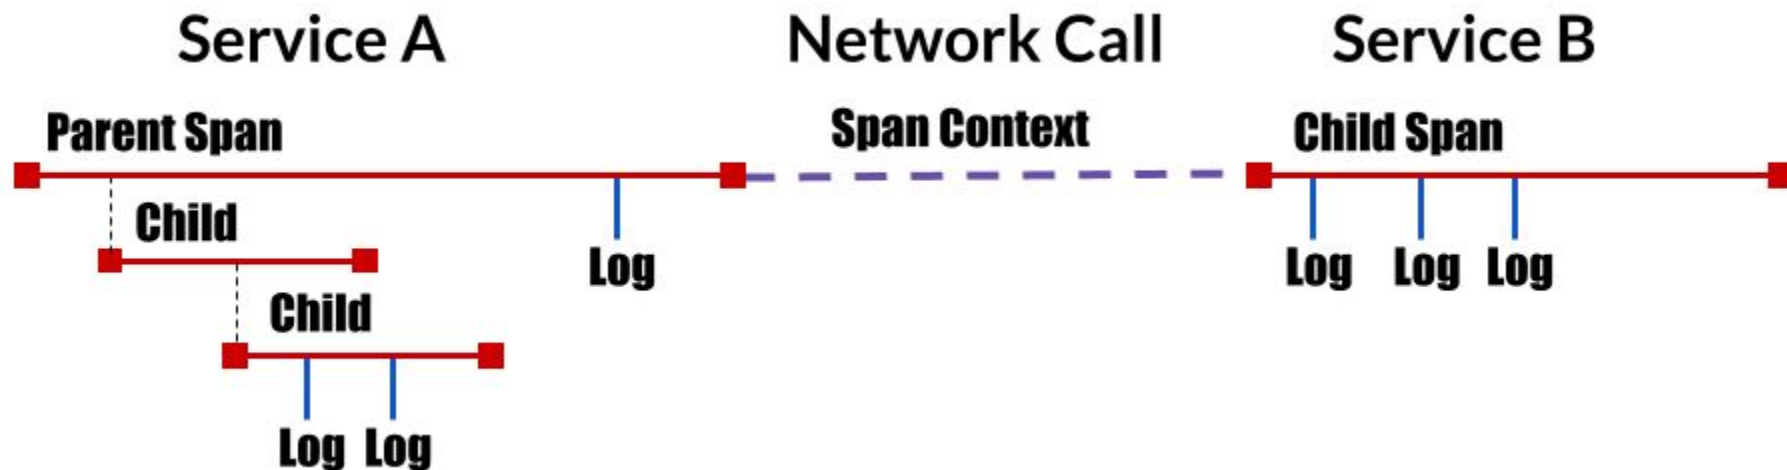 Service A
Network Call
Service B
Parent Span
Span Context
Child Span
Child
Log
Log Log Log
Child
Log Log